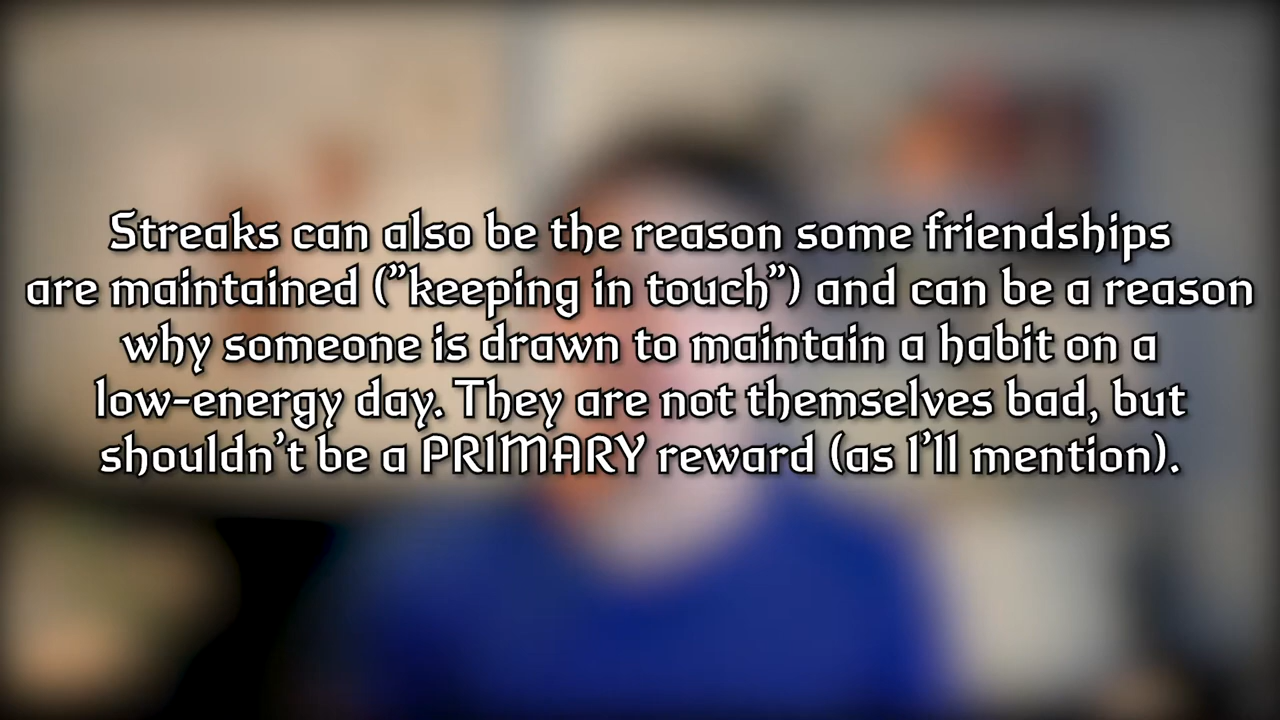 Streaks can also be the reason some friendships
are maintained (”keeping in touch”) and can be a reason
why someone is drawn to maintain a habit on a
low-energy day. They are not themselves bad, but
shouldn’t be a PRIMARY reward (as I’ll mention).